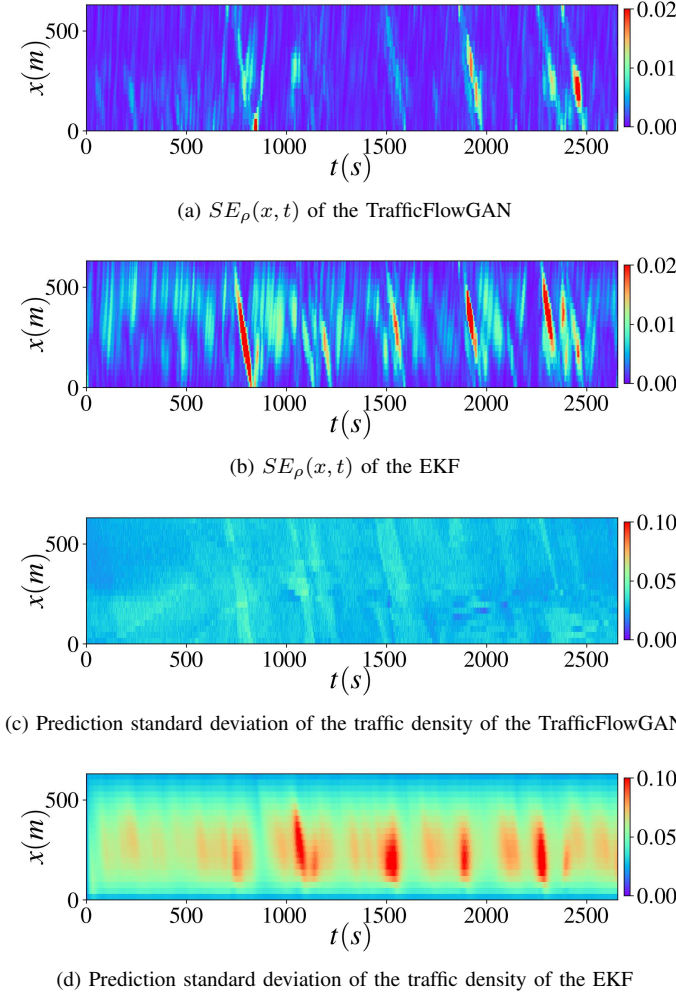 0.02
500
0.01
x(m)
0
0.00
0 500 1000 1500 2000 2500
t(s)
(a) SE_ρ(x, t) of the TrafficFlowGAN
0.02
500
0.01
x(m)
0
0.00
0 500 1000 1500 2000 2500
t(s)
(b) SE_ρ(x, t) of the EKF
0.10
500
0.05
x(m)
0
0.00
0 500 1000 1500 2000 2500
t(s)
(c) Prediction standard deviation of the traffic density of the TrafficFlowGAN
0.10
500
0.05
x(m)
0
0.00
0 500 1000 1500 2000 2500
t(s)
(d) Prediction standard deviation of the traffic density of the EKF